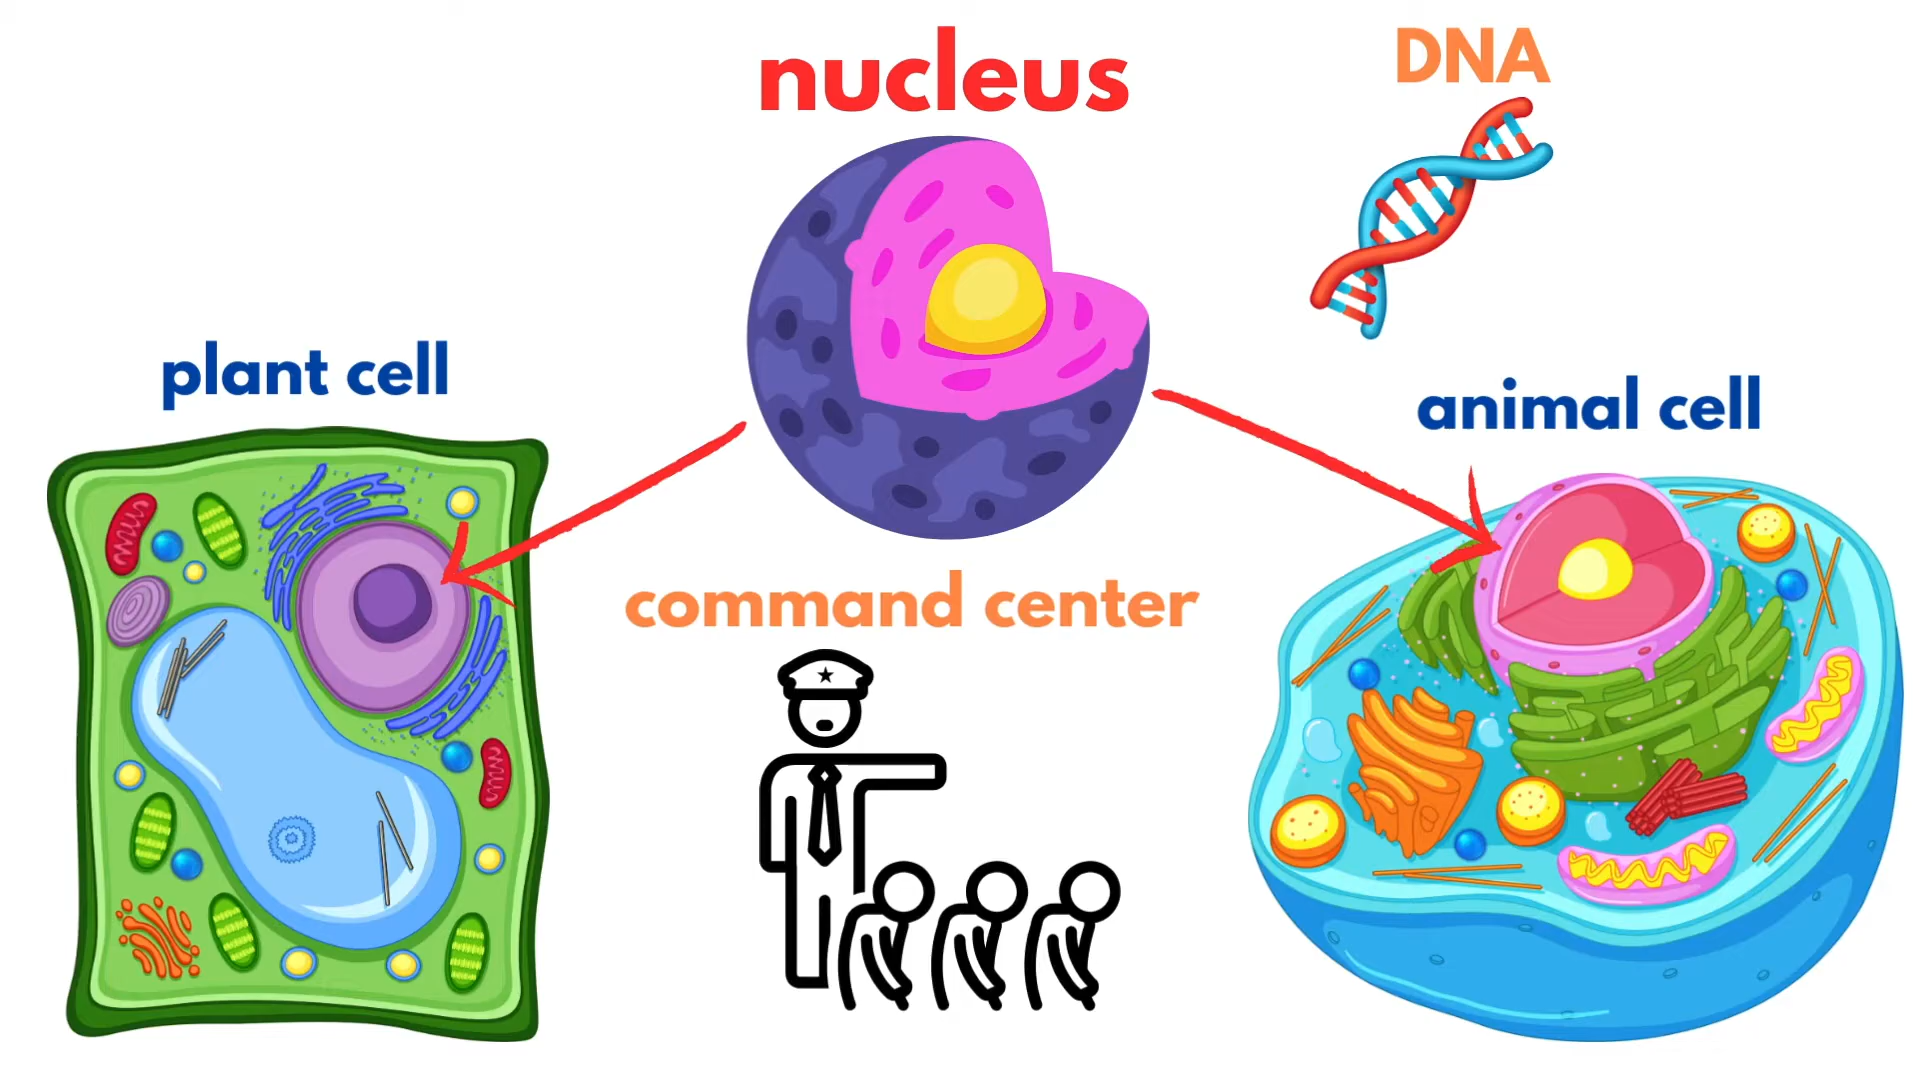 nucleus
DNA
plant cell
animal cell
command center